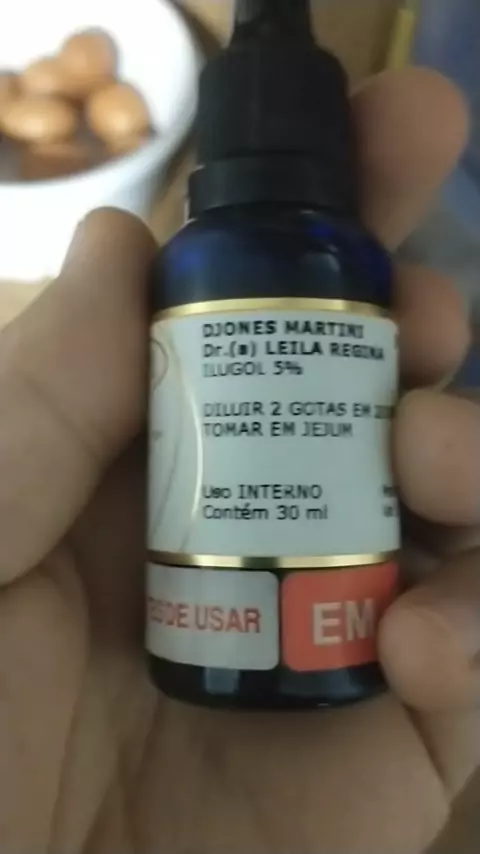 DJONES MARTINI
Dr.(a) LEILA REGINA
ILUGOL 5%
DILUIR 2 GOTAS EM
TOMAR EM JEJUM
Uso INTERNO
Contém 30 ml
DE USAR
EM